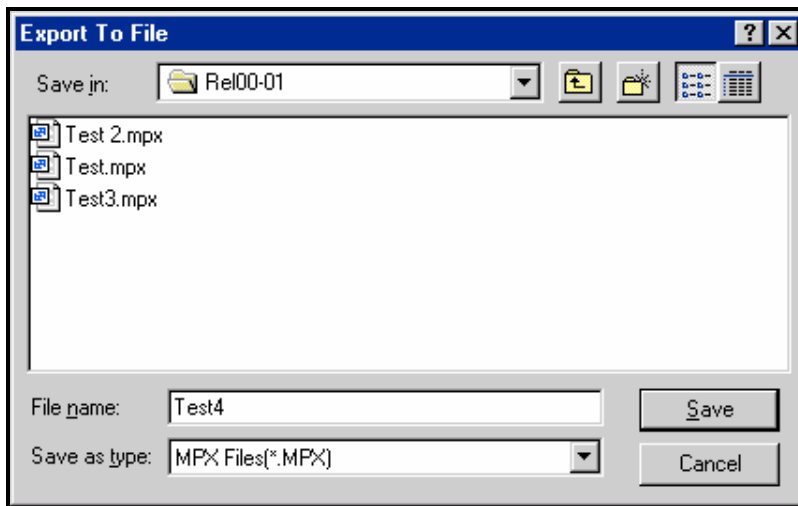 Export To File
Save in: Rel00-01
Test 2.mpx
Test.mpx
Test3.mpx
File name: Test4 Save
Save as type: MPX Files(*.MPX) Cancel